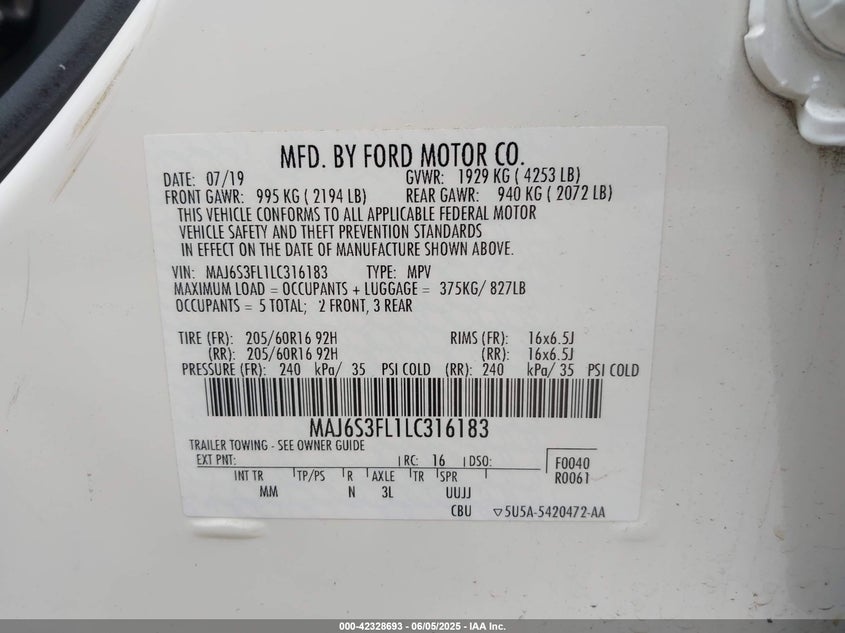 MFD. BY FORD MOTOR CO.
DATE: 07/19 GVWR: 1929 KG ( 4253 LB)
FRONT GAWR: 995 KG ( 2194 LB) REAR GAWR: 940 KG ( 2072 LB)
THIS VEHICLE CONFORMS TO ALL APPLICABLE FEDERAL MOTOR
VEHICLE SAFETY AND THEFT PREVENTION STANDARDS
IN EFFECT ON THE DATE OF MANUFACTURE SHOWN ABOVE.
VIN: MAJ6S3FL1LC316183 TYPE: MPV
MAXIMUM LOAD = OCCUPANTS + LUGGAGE = 375KG/ 827LB
OCCUPANTS = 5 TOTAL; 2 FRONT, 3 REAR
TIRE (FR): 205/60R16 92H RIMS (FR): 16x6.5J
(RR): 205/60R16 92H (RR): 16x6.5J
PRESSURE (FR): 240 kPa/ 35 PSI COLD (RR): 240 kPa/ 35 PSI COLD
MAJ6S3FL1LC316183
TRAILER TOWING - SEE OWNER GUIDE
EXT PNT: RC: 16 DSO: F0040
INT TR TP/PS R AXLE TR SPR R0061
MM N 3L UUJJ
CBU ▽5U5A-5420472-AA
000-42328693 - 06/05/2025 - IAA Inc.